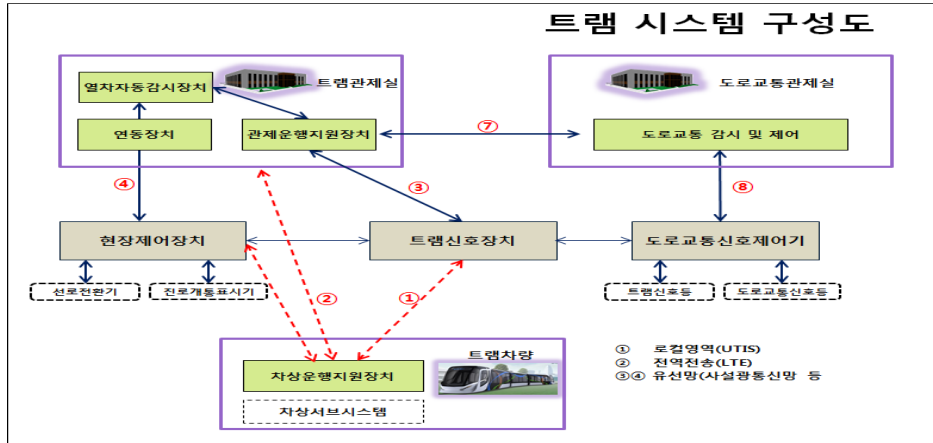 트램 시스템 구성도
트램관제실
열차자동감시장치
연동장치
관제운행지원장치
⑦
도로교통관제실
도로교통 감시 및 제어
④
③
⑧
현장제어장치
트램신호장치
도로교통신호제어기
선로전환기
진로개통표시기
②
①
트램신호등
도로교통신호등
트램차량
차상운행지원장치
차상서브시스템
① 로컬영역(UTIS)
② 전역전송(LTE)
③④ 유선망(사설광통신망 등